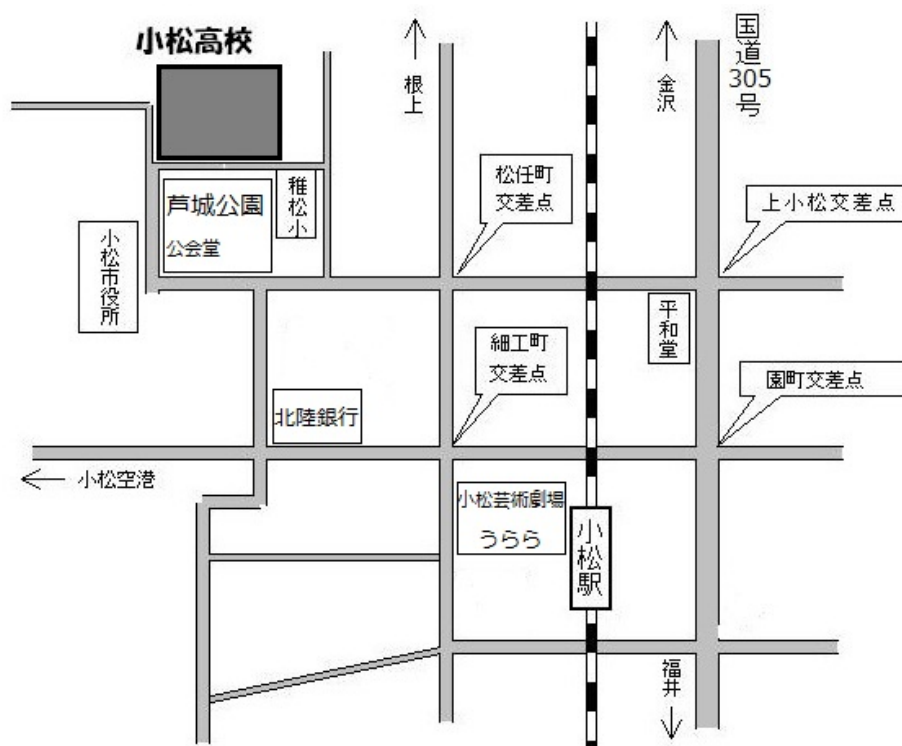 小松高校
根上
金沢
国道305号
松任町
交差点
上小松交差点
芦城公園
公会堂
稚松小
小松市役所
平和堂
細工町
交差点
園町交差点
北陸銀行
小松空港
小松芸術劇場
うらら
小松駅
福井